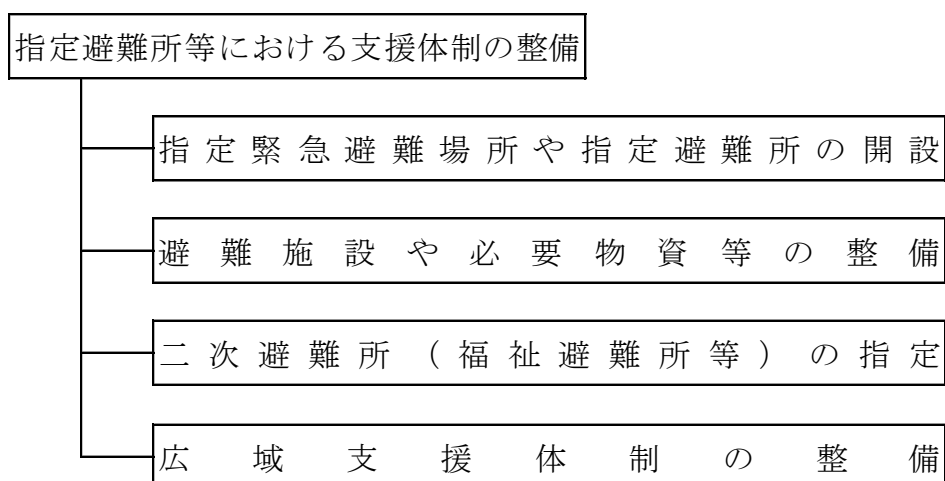 指定避難所等における支援体制の整備
指定緊急避難場所や指定避難所の開設
避難施設や必要物資等の整備
二次避難所（福祉避難所等）の指定
広域支援体制の整備